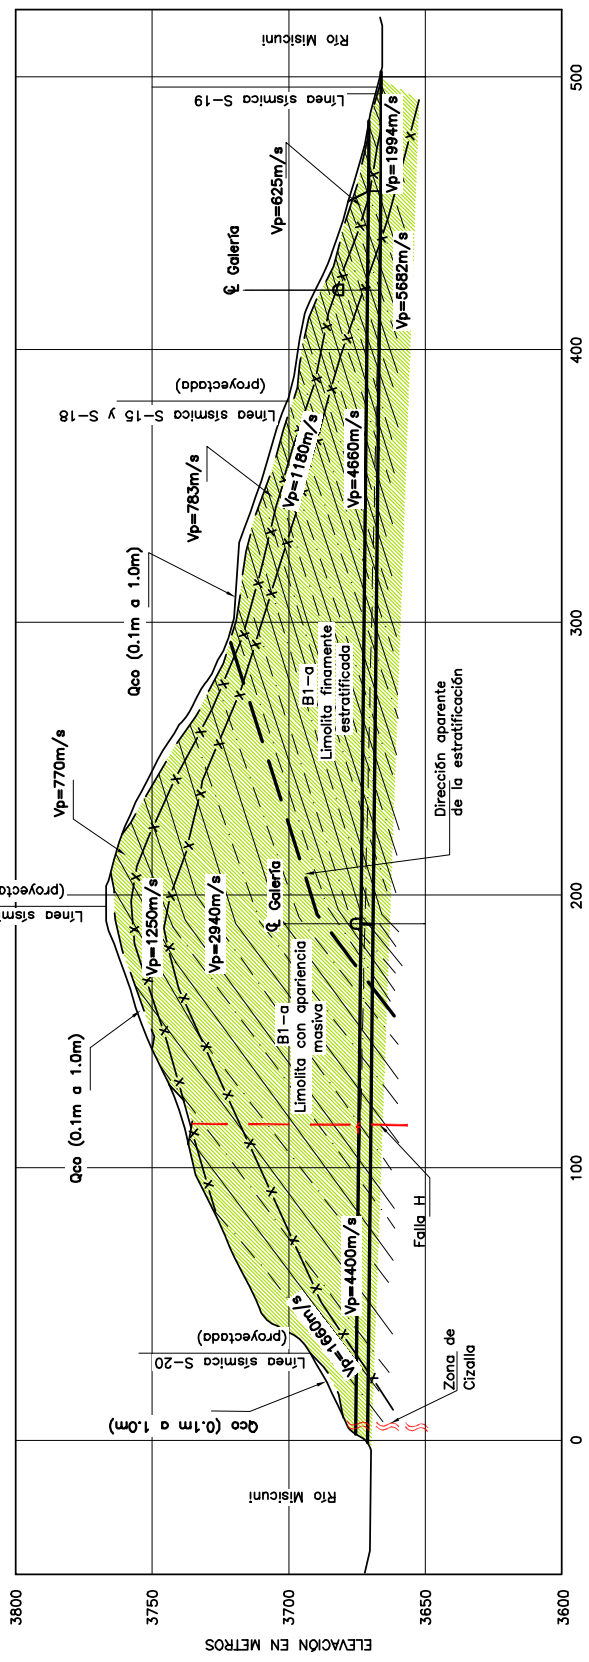 ELEVACIÓN EN METROS
3800
3750
3700
3650
3600
0
100
200
300
400
500
Río Misicuni
Qco (0.1m a 1.0m)
Línea sísmica S-20
(proyectada)
Vp=1660m/s
Zona de
Cizalla
Vp=4400m/s
Falla H
Qco (0.1m a 1.0m)
B1-a
Limolita con apariencia
masiva
Vp=1250m/s
Vp=2940m/s
Vp=770m/s
℄ Galería
Dirección aparente
de la estratificación
B1-a
Limolita finamente
estratificada
Qco (0.1m a 1.0m)
Vp=783m/s
Vp=1180m/s
Vp=4660m/s
Línea sísmica S-15 y S-18
(proyectada)
℄ Galería
Vp=625m/s
Vp=5682m/s
Vp=1994m/s
Línea sísmica S-19
Río Misicuni